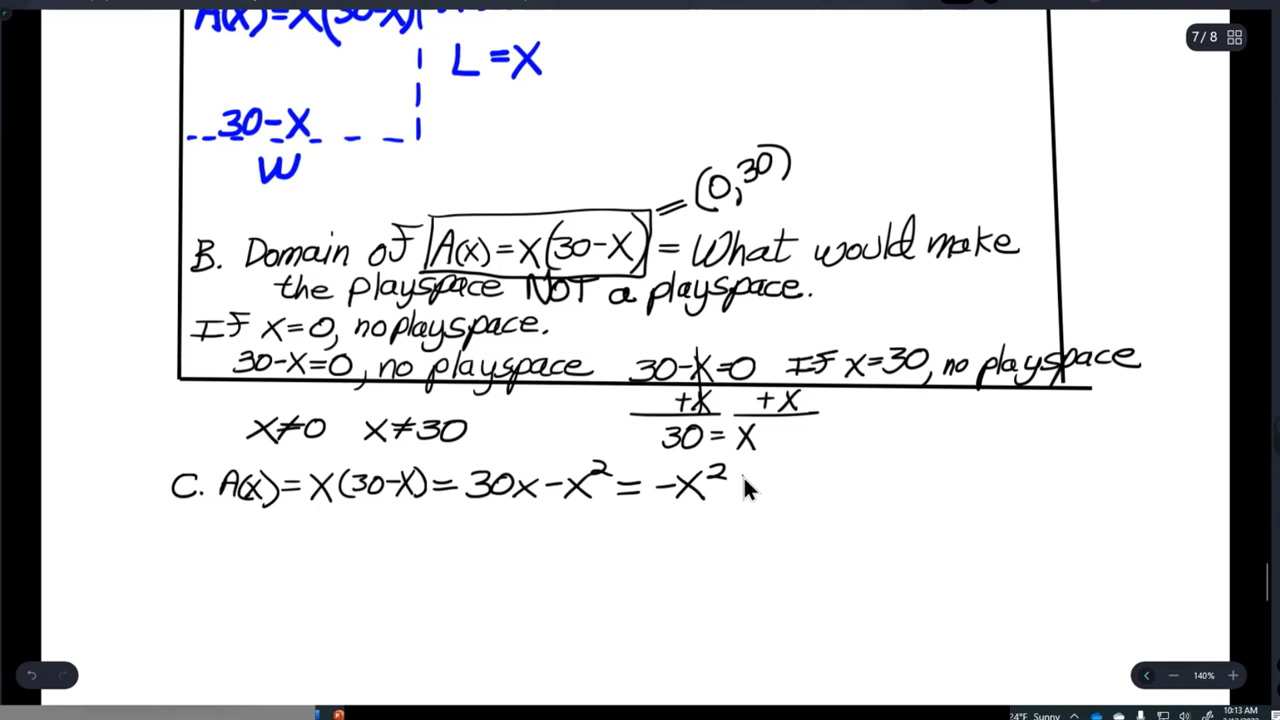 A(x)=X(30-X)
L=X
30-X
W
=(0,30)
B. Domain of A(x)=X(30-X) = What would make
the playspace NOT a playspace.
If X=0, no playspace.
30-X=0, no playspace 30-X=0 If x=30, no playspace
+X +X
X≠0 X≠30 30=X
C. A(x)=X(30-X)=30x-X²=-X²
7/8
140%
24°F Sunny
10:13 AM